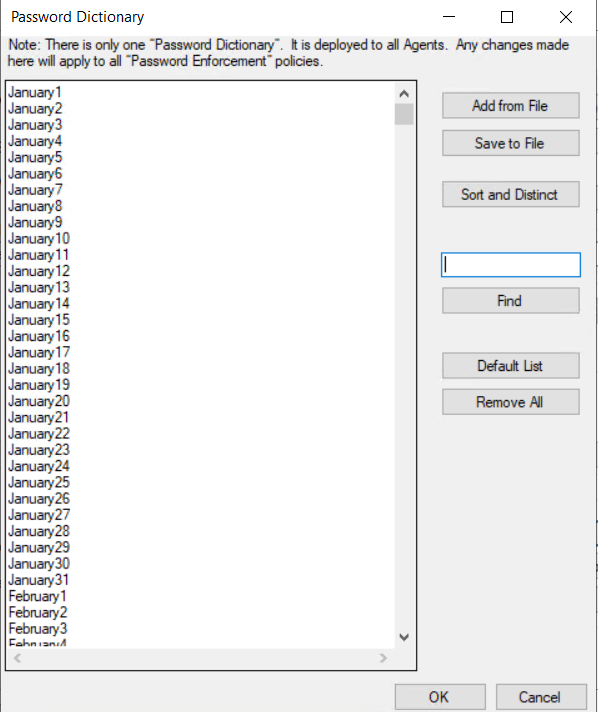 Password Dictionary
Note: There is only one "Password Dictionary". It is deployed to all Agents. Any changes made
here will apply to all "Password Enforcement" policies.
January1
January2
January3
January4
January5
January6
January7
January8
January9
January10
January11
January12
January13
January14
January15
January16
January17
January18
January19
January20
January21
January22
January23
January24
January25
January26
January27
January28
January29
January30
January31
February1
February2
February3
February4
Add from File
Save to File
Sort and Distinct
Find
Default List
Remove All
OK
Cancel